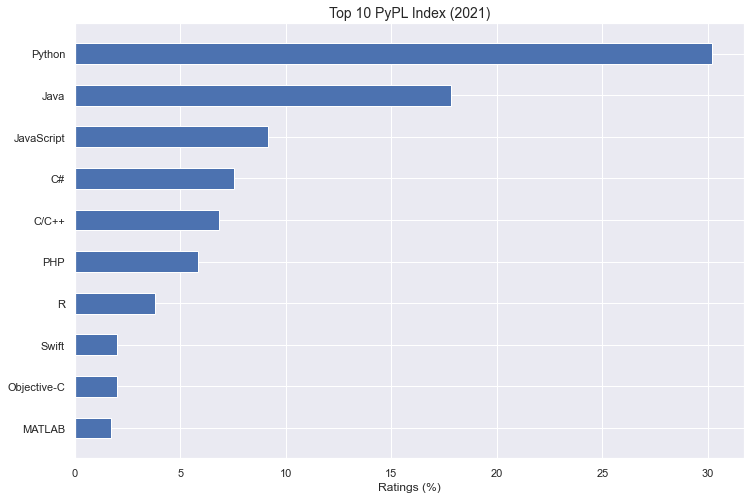 Top 10 PyPL Index (2021)
Python
Java
JavaScript
C#
C/C++
PHP
R
Swift
Objective-C
MATLAB
0 5 10 15 20 25 30
Ratings (%)